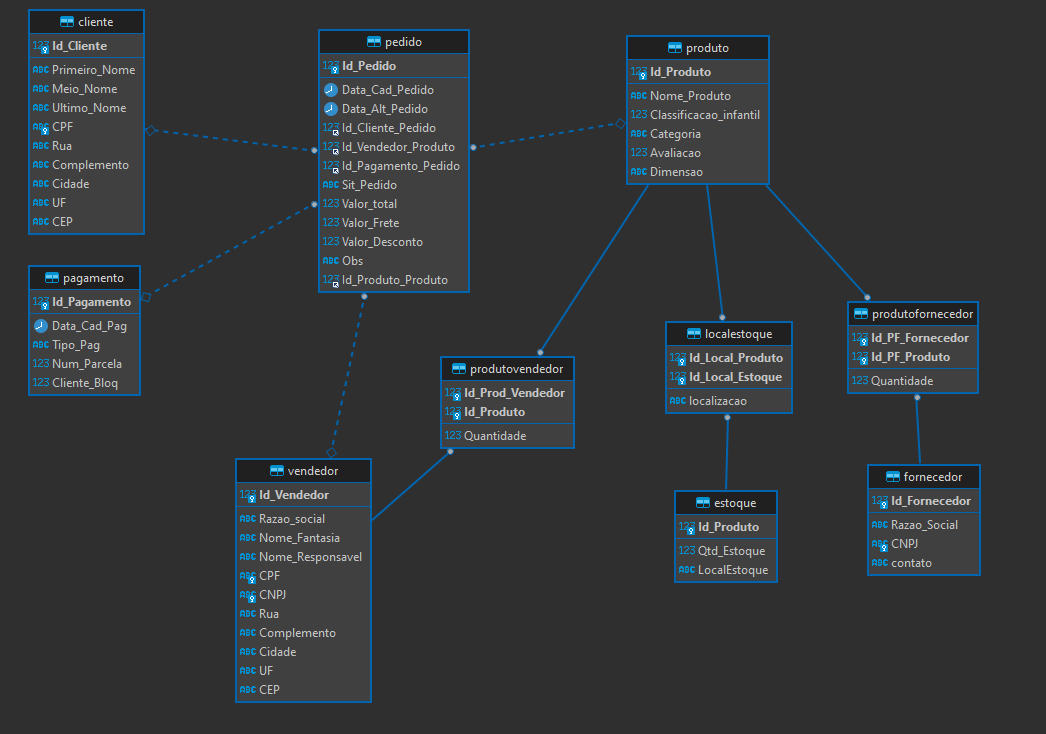 cliente
123 Id_Cliente
ABC Primeiro_Nome
ABC Meio_Nome
ABC Ultimo_Nome
ABC CPF
ABC Rua
ABC Complemento
ABC Cidade
ABC UF
ABC CEP
pagamento
123 Id_Pagamento
Data_Cad_Pag
ABC Tipo_Pag
123 Num_Parcela
123 Cliente_Bloq
pedido
123 Id_Pedido
Data_Cad_Pedido
Data_Alt_Pedido
123 Id_Cliente_Pedido
123 Id_Vendedor_Produto
123 Id_Pagamento_Pedido
ABC Sit_Pedido
123 Valor_total
123 Valor_Frete
123 Valor_Desconto
ABC Obs
123 Id_Produto_Produto
produto
123 Id_Produto
ABC Nome_Produto
123 Classificacao_infantil
ABC Categoria
123 Avaliacao
ABC Dimensao
produtovendedor
123 Id_Prod_Vendedor
123 Id_Produto
123 Quantidade
localestoque
123 Id_Local_Produto
123 Id_Local_Estoque
ABC localizacao
produtofornecedor
123 Id_PF_Fornecedor
123 Id_PF_Produto
123 Quantidade
vendedor
123 Id_Vendedor
ABC Razao_social
ABC Nome_Fantasia
ABC Nome_Responsavel
ABC CPF
ABC CNPJ
ABC Rua
ABC Complemento
ABC Cidade
ABC UF
ABC CEP
estoque
123 Id_Produto
123 Qtd_Estoque
ABC LocalEstoque
fornecedor
123 Id_Fornecedor
ABC Razao_Social
ABC CNPJ
ABC contato